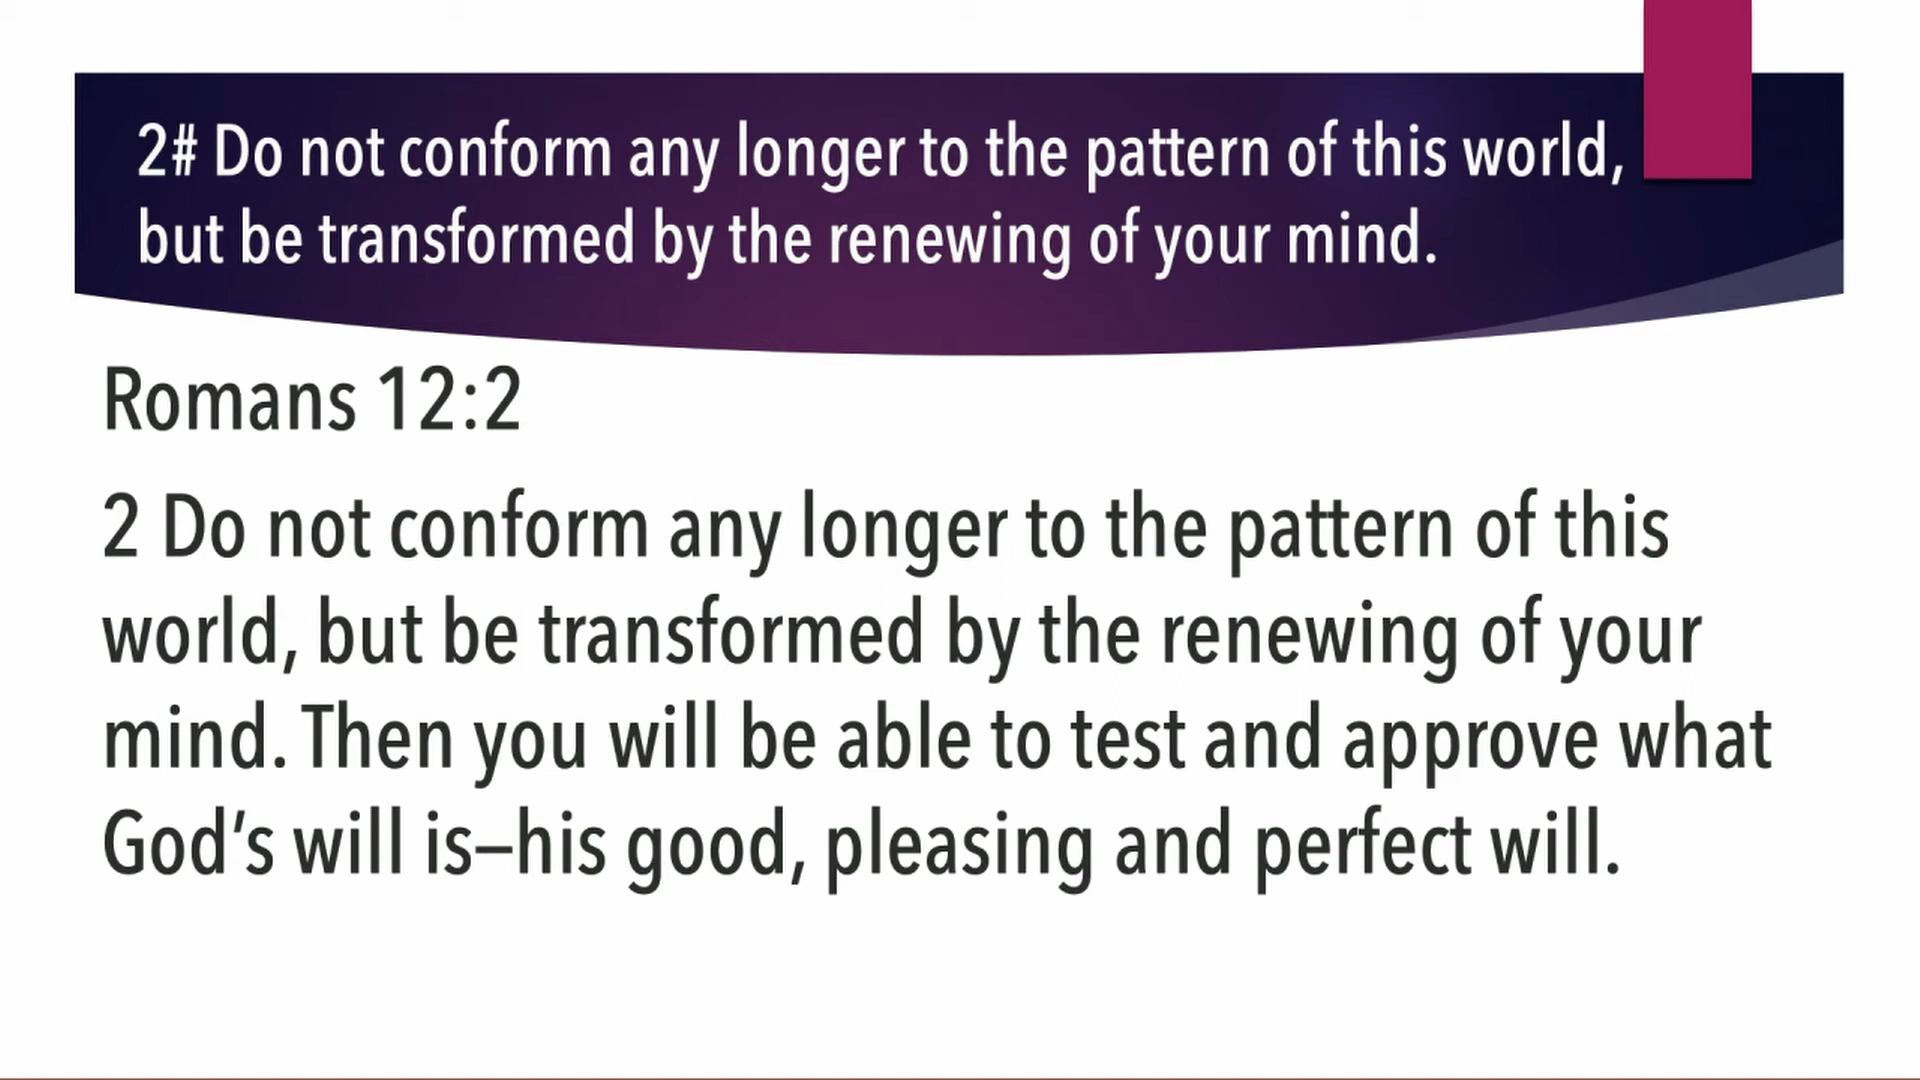 2# Do not conform any longer to the pattern of this world,
but be transformed by the renewing of your mind.
Romans 12:2
2 Do not conform any longer to the pattern of this
world, but be transformed by the renewing of your
mind. Then you will be able to test and approve what
God’s will is—his good, pleasing and perfect will.